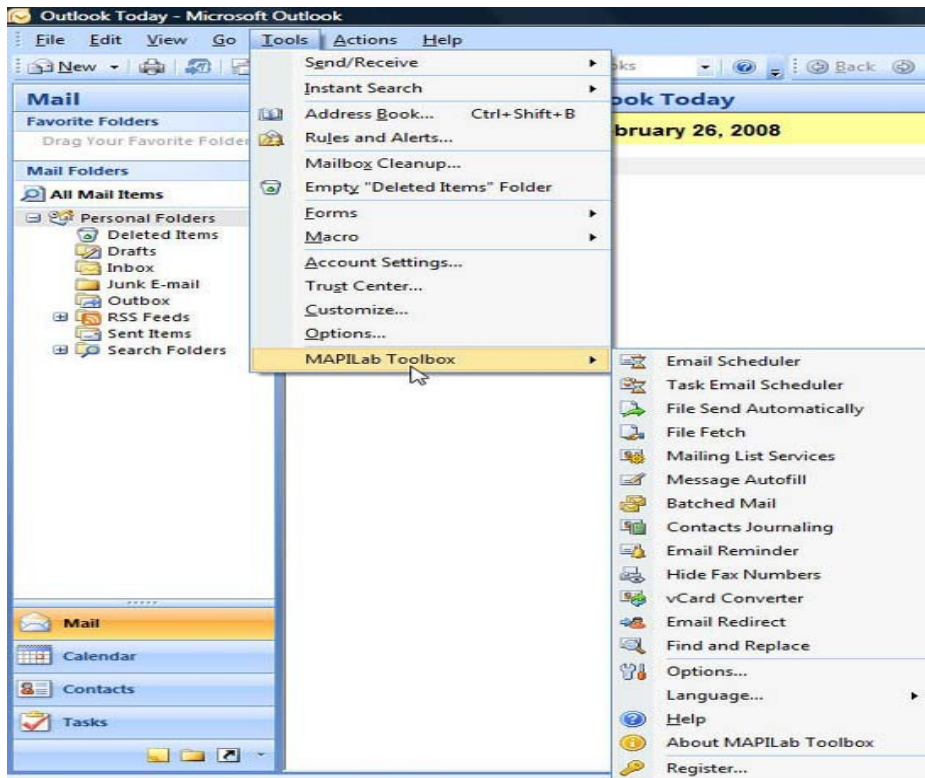 Outlook Today - Microsoft Outlook
File Edit View Go Tools Actions Help
New
Back
Mail
Favorite Folders
Drag Your Favorite Folder
Mail Folders
All Mail Items
Personal Folders
Deleted Items
Drafts
Inbox
Junk E-mail
Outbox
RSS Feeds
Sent Items
Search Folders
Mail
Calendar
Contacts
Tasks
Send/Receive
Instant Search
Address Book... Ctrl+Shift+B
Rules and Alerts...
Mailbox Cleanup...
Empty "Deleted Items" Folder
Forms
Macro
Account Settings...
Trust Center...
Customize...
Options...
MAPILab Toolbox
ook Today
bruary 26, 2008
Email Scheduler
Task Email Scheduler
File Send Automatically
File Fetch
Mailing List Services
Message Autofill
Batched Mail
Contacts Journaling
Email Reminder
Hide Fax Numbers
vCard Converter
Email Redirect
Find and Replace
Options...
Language...
Help
About MAPILab Toolbox
Register...